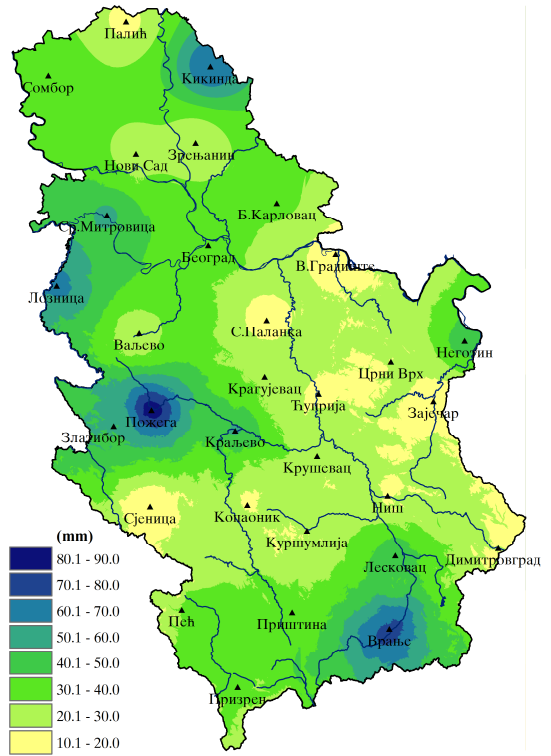 Палић
Кикинда
Сомбор
Зрењанин
Нови Сад
Б.Карловац
Ср.Митровица
Београд
В.Градиште
Лозница
С.Паланка
Ваљево
Неготин
Црни Врх
Крагујевац
Ћуприја
Зајечар
Пожега
Златибор
Краљево
Крушевац
Ниш
Сјеница
Копаоник
Куршумлија
Димитровград
Лесковац
Пећ
Приштина
Врање
Призрен
(mm)
80.1 - 90.0
70.1 - 80.0
60.1 - 70.0
50.1 - 60.0
40.1 - 50.0
30.1 - 40.0
20.1 - 30.0
10.1 - 20.0